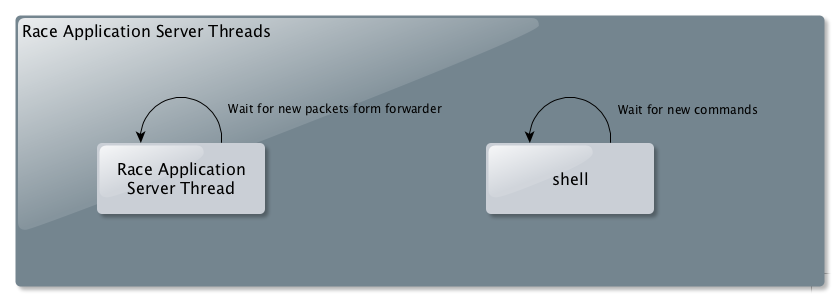 Race Application Server Threads
Wait for new packets form forwarder
Wait for new commands
Race Application
Server Thread
shell